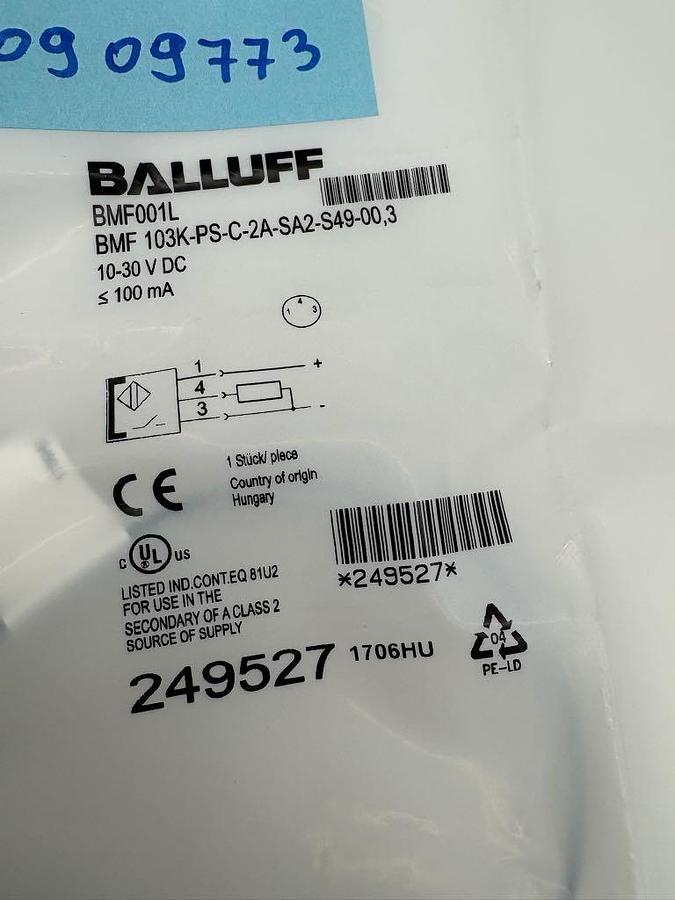 0909773
BALLUFF
BMF001L
BMF 103K-PS-C-2A-SA2-S49-00,3
10-30 V DC
≤ 100 mA
1 4 3
1 +
4
3 -
1 Stück/ piece
Country of origin
Hungary
CE
C UL US
LISTED IND.CONT.EQ 81U2
FOR USE IN THE
SECONDARY OF A CLASS 2
SOURCE OF SUPPLY
*249527*
249527 1706HU
04
PE-LD